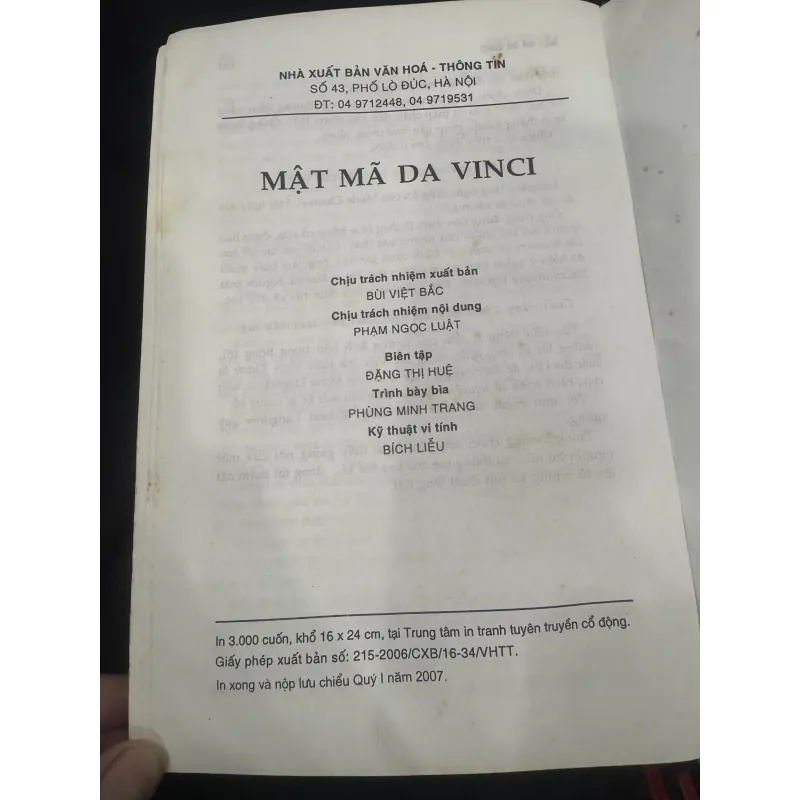 NHÀ XUẤT BẢN VĂN HOÁ - THÔNG TIN
SỐ 43, PHỐ LÒ ĐÚC, HÀ NỘI
ĐT: 04 9712448, 04 9719531
MẬT MÃ DA VINCI
Chịu trách nhiệm xuất bản
BÙI VIỆT BẮC
Chịu trách nhiệm nội dung
PHẠM NGỌC LUẬT
Biên tập
ĐẶNG THỊ HUỆ
Trình bày bìa
PHÙNG MINH TRANG
Kỹ thuật vi tính
BÍCH LIỄU
In 3.000 cuốn, khổ 16 x 24 cm, tại Trung tâm in tranh tuyên truyền cổ động.
Giấy phép xuất bản số: 215-2006/CXB/16-34/VHTT.
In xong và nộp lưu chiểu Quý I năm 2007.